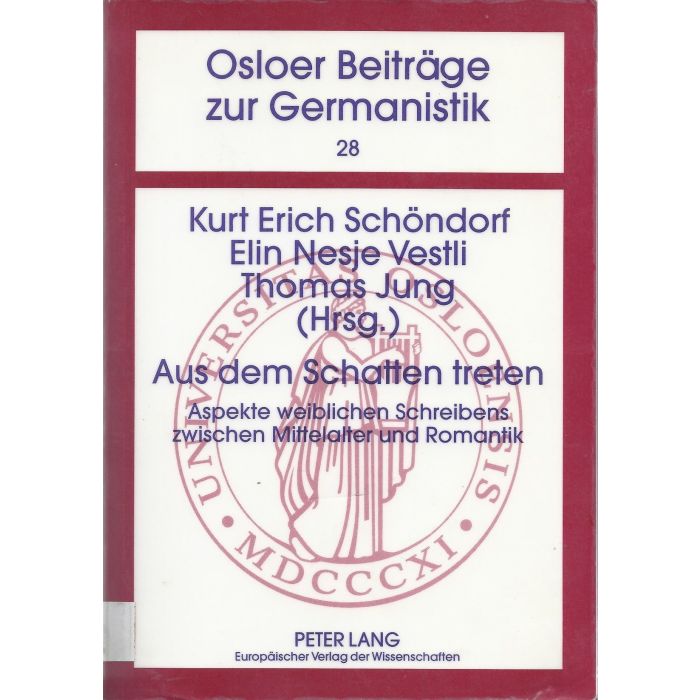 Osloer Beiträge
zur Germanistik
28
Kurt Erich Schöndorf
Elin Nesje Vestli
Thomas Jung
(Hrsg.)
Aus dem Schatten treten
Aspekte weiblichen Schreibens
zwischen Mittelalter und Romantik
UNIVERSITAS OSLOENSIS
MDCCCXI
PETER LANG
Europäischer Verlag der Wissenschaften